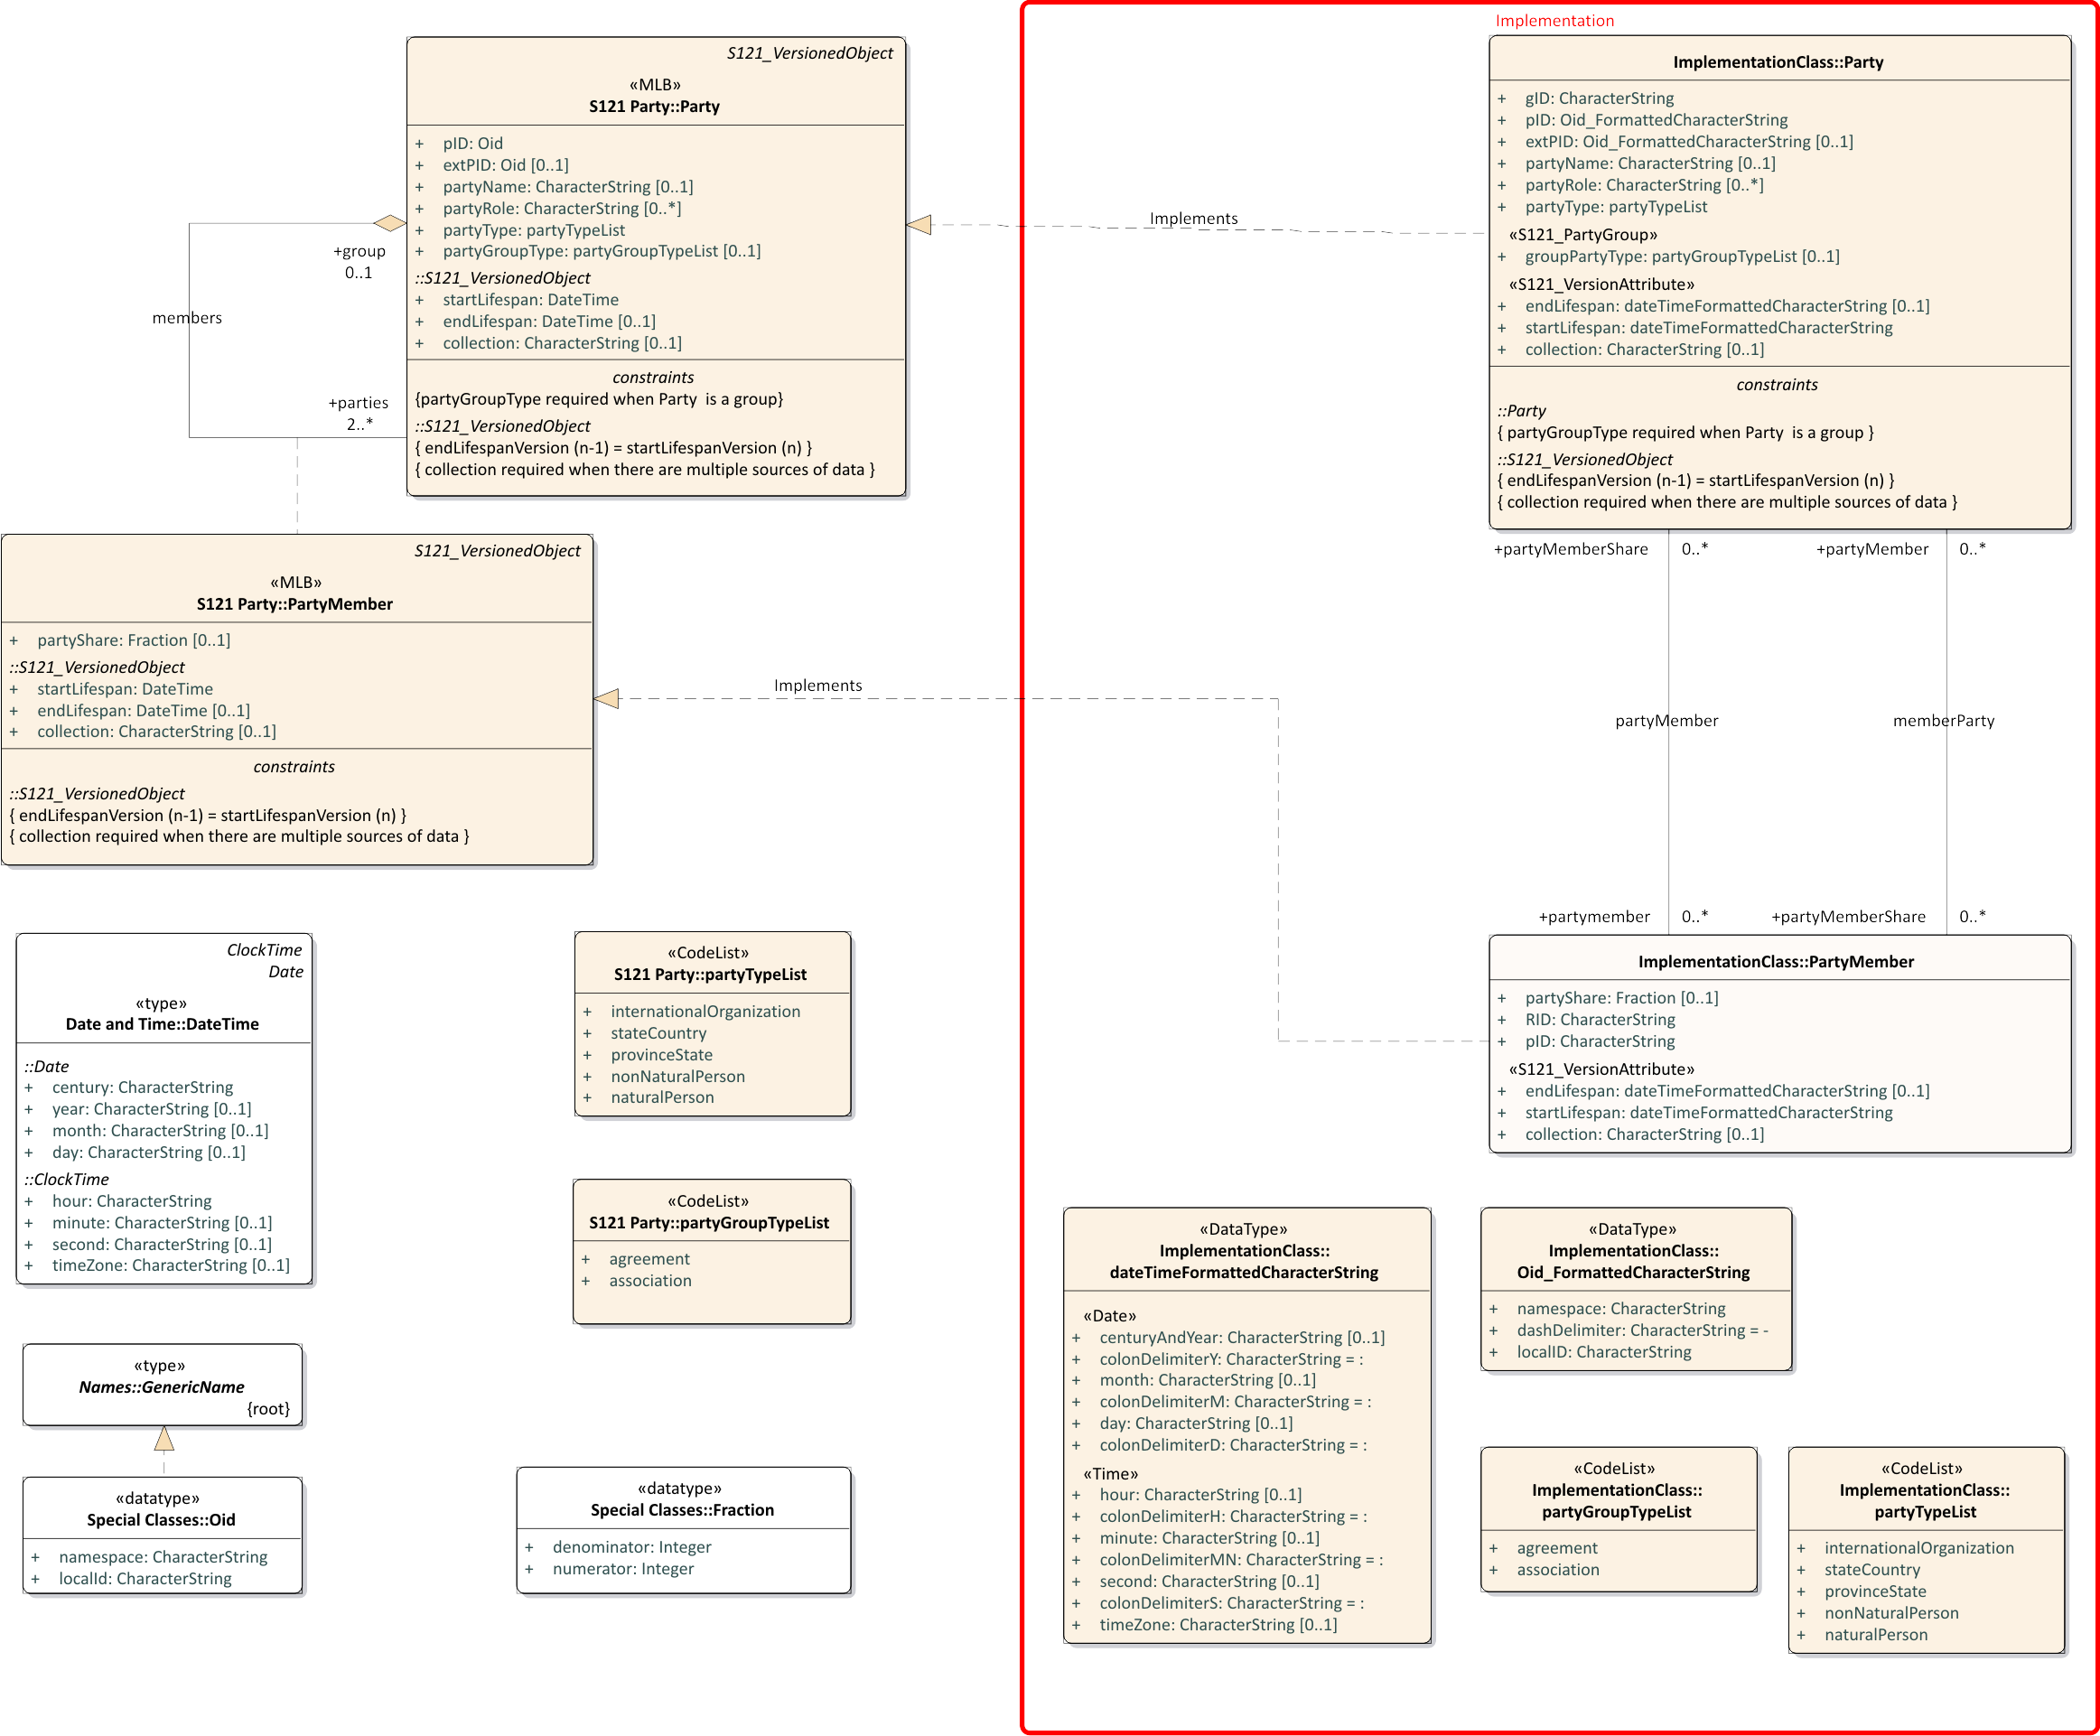 Implementation
S121_VersionedObject
«MLB»
S121 Party::Party
+ pID: Oid
+ extPID: Oid [0..1]
+ partyName: CharacterString [0..1]
+ partyRole: CharacterString [0..*]
+ partyType: partyTypeList
+ partyGroupType: partyGroupTypeList [0..1]
::S121_VersionedObject
+ startLifespan: DateTime
+ endLifespan: DateTime [0..1]
+ collection: CharacterString [0..1]
constraints
{partyGroupType required when Party  is a group}
::S121_VersionedObject
{ endLifespanVersion (n-1) = startLifespanVersion (n) }
{ collection required when there are multiple sources of data }
+group
0..1
members
+parties
2..*
Implements
ImplementationClass::Party
+ gID: CharacterString
+ pID: Oid_FormattedCharacterString
+ extPID: Oid_FormattedCharacterString [0..1]
+ partyName: CharacterString [0..1]
+ partyRole: CharacterString [0..*]
+ partyType: partyTypeList
«S121_PartyGroup»
+ groupPartyType: partyGroupTypeList [0..1]
«S121_VersionAttribute»
+ endLifespan: dateTimeFormattedCharacterString [0..1]
+ startLifespan: dateTimeFormattedCharacterString
+ collection: CharacterString [0..1]
constraints
::Party
{ partyGroupType required when Party  is a group }
::S121_VersionedObject
{ endLifespanVersion (n-1) = startLifespanVersion (n) }
{ collection required when there are multiple sources of data }
+partyMemberShare 0..* +partyMember 0..*
partyMember memberParty
+partymember 0..* +partyMemberShare 0..*
S121_VersionedObject
«MLB»
S121 Party::PartyMember
+ partyShare: Fraction [0..1]
::S121_VersionedObject
+ startLifespan: DateTime
+ endLifespan: DateTime [0..1]
+ collection: CharacterString [0..1]
constraints
::S121_VersionedObject
{ endLifespanVersion (n-1) = startLifespanVersion (n) }
{ collection required when there are multiple sources of data }
Implements
ImplementationClass::PartyMember
+ partyShare: Fraction [0..1]
+ RID: CharacterString
+ pID: CharacterString
«S121_VersionAttribute»
+ endLifespan: dateTimeFormattedCharacterString [0..1]
+ startLifespan: dateTimeFormattedCharacterString
+ collection: CharacterString [0..1]
ClockTime
Date
«type»
Date and Time::DateTime
::Date
+ century: CharacterString
+ year: CharacterString [0..1]
+ month: CharacterString [0..1]
+ day: CharacterString [0..1]
::ClockTime
+ hour: CharacterString
+ minute: CharacterString [0..1]
+ second: CharacterString [0..1]
+ timeZone: CharacterString [0..1]
«CodeList»
S121 Party::partyTypeList
+ internationalOrganization
+ stateCountry
+ provinceState
+ nonNaturalPerson
+ naturalPerson
«CodeList»
S121 Party::partyGroupTypeList
+ agreement
+ association
«type»
Names::GenericName
{root}
«datatype»
Special Classes::Oid
+ namespace: CharacterString
+ localId: CharacterString
«datatype»
Special Classes::Fraction
+ denominator: Integer
+ numerator: Integer
«DataType»
ImplementationClass::
dateTimeFormattedCharacterString
«Date»
+ centuryAndYear: CharacterString [0..1]
+ colonDelimiterY: CharacterString = :
+ month: CharacterString [0..1]
+ colonDelimiterM: CharacterString = :
+ day: CharacterString [0..1]
+ colonDelimiterD: CharacterString = :
«Time»
+ hour: CharacterString [0..1]
+ colonDelimiterH: CharacterString = :
+ minute: CharacterString [0..1]
+ colonDelimiterMN: CharacterString = :
+ second: CharacterString [0..1]
+ colonDelimiterS: CharacterString = :
+ timeZone: CharacterString [0..1]
«DataType»
ImplementationClass::
Oid_FormattedCharacterString
+ namespace: CharacterString
+ dashDelimiter: CharacterString = -
+ localID: CharacterString
«CodeList»
ImplementationClass::
partyGroupTypeList
+ agreement
+ association
«CodeList»
ImplementationClass::
partyTypeList
+ internationalOrganization
+ stateCountry
+ provinceState
+ nonNaturalPerson
+ naturalPerson